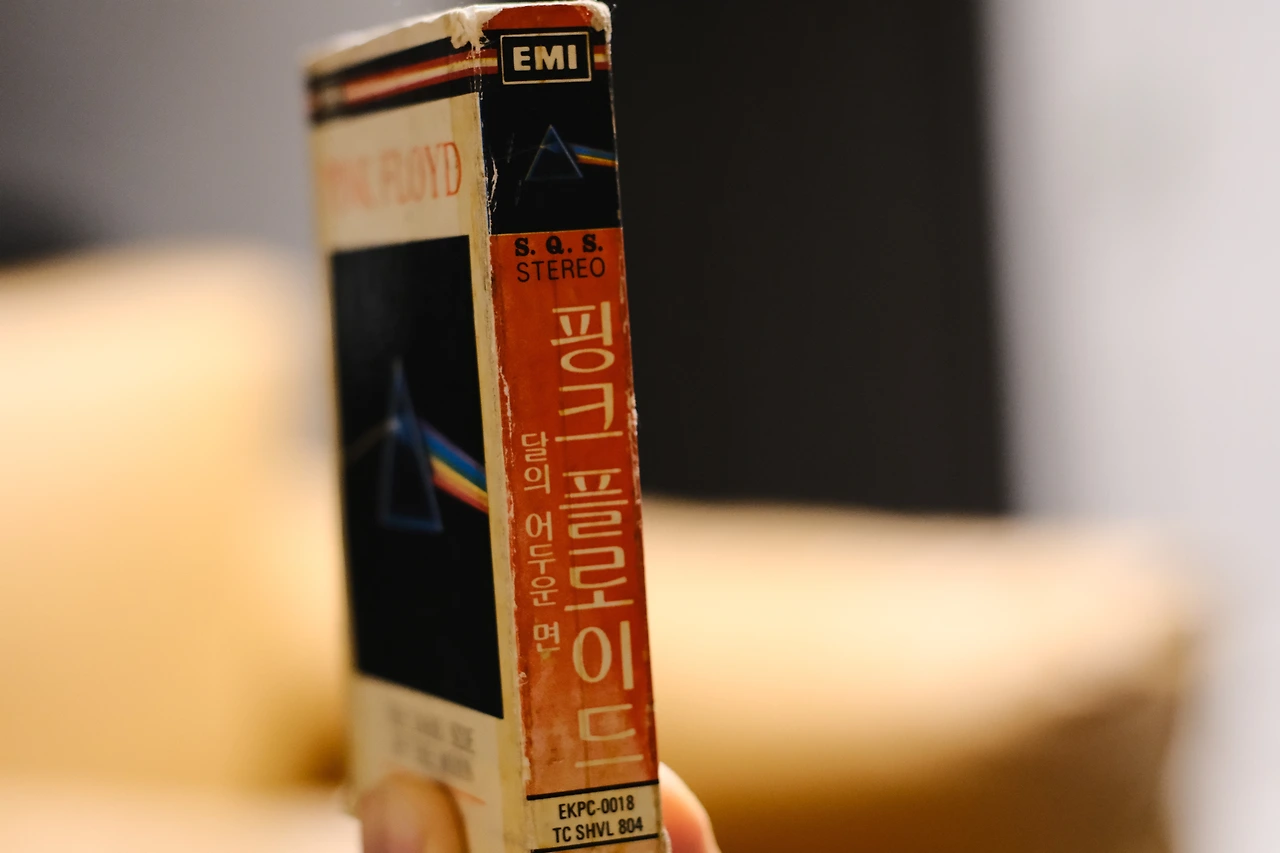 EMI
PINK FLOYD
S. Q. S.
STEREO
핑크 플로이드
달의 어두운 면
EKPC-0018
TC SHVL 804